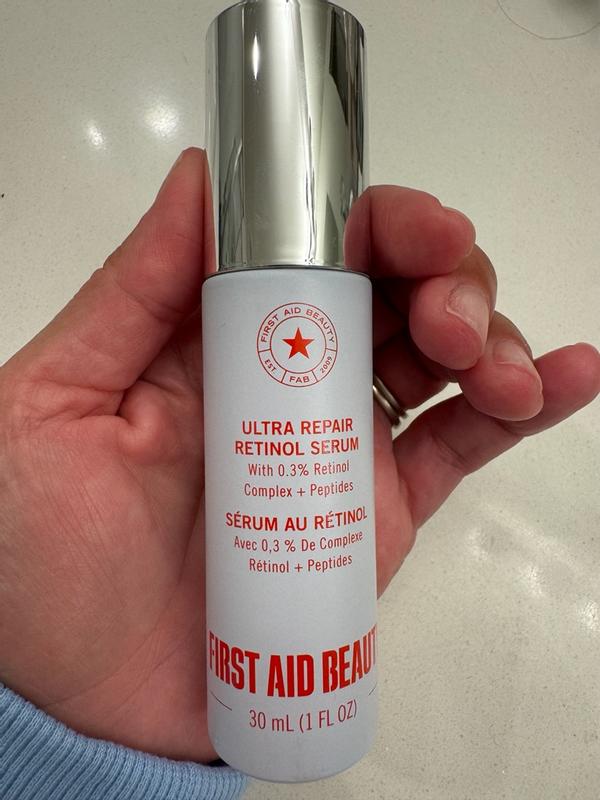 FIRST AID BEAUTY
EST FAB 2009
ULTRA REPAIR
RETINOL SERUM
With 0.3% Retinol
Complex + Peptides
SÉRUM AU RÉTINOL
Avec 0,3 % De Complexe
Rétinol + Peptides
FIRST AID BEAUT
30 mL (1 FL OZ)